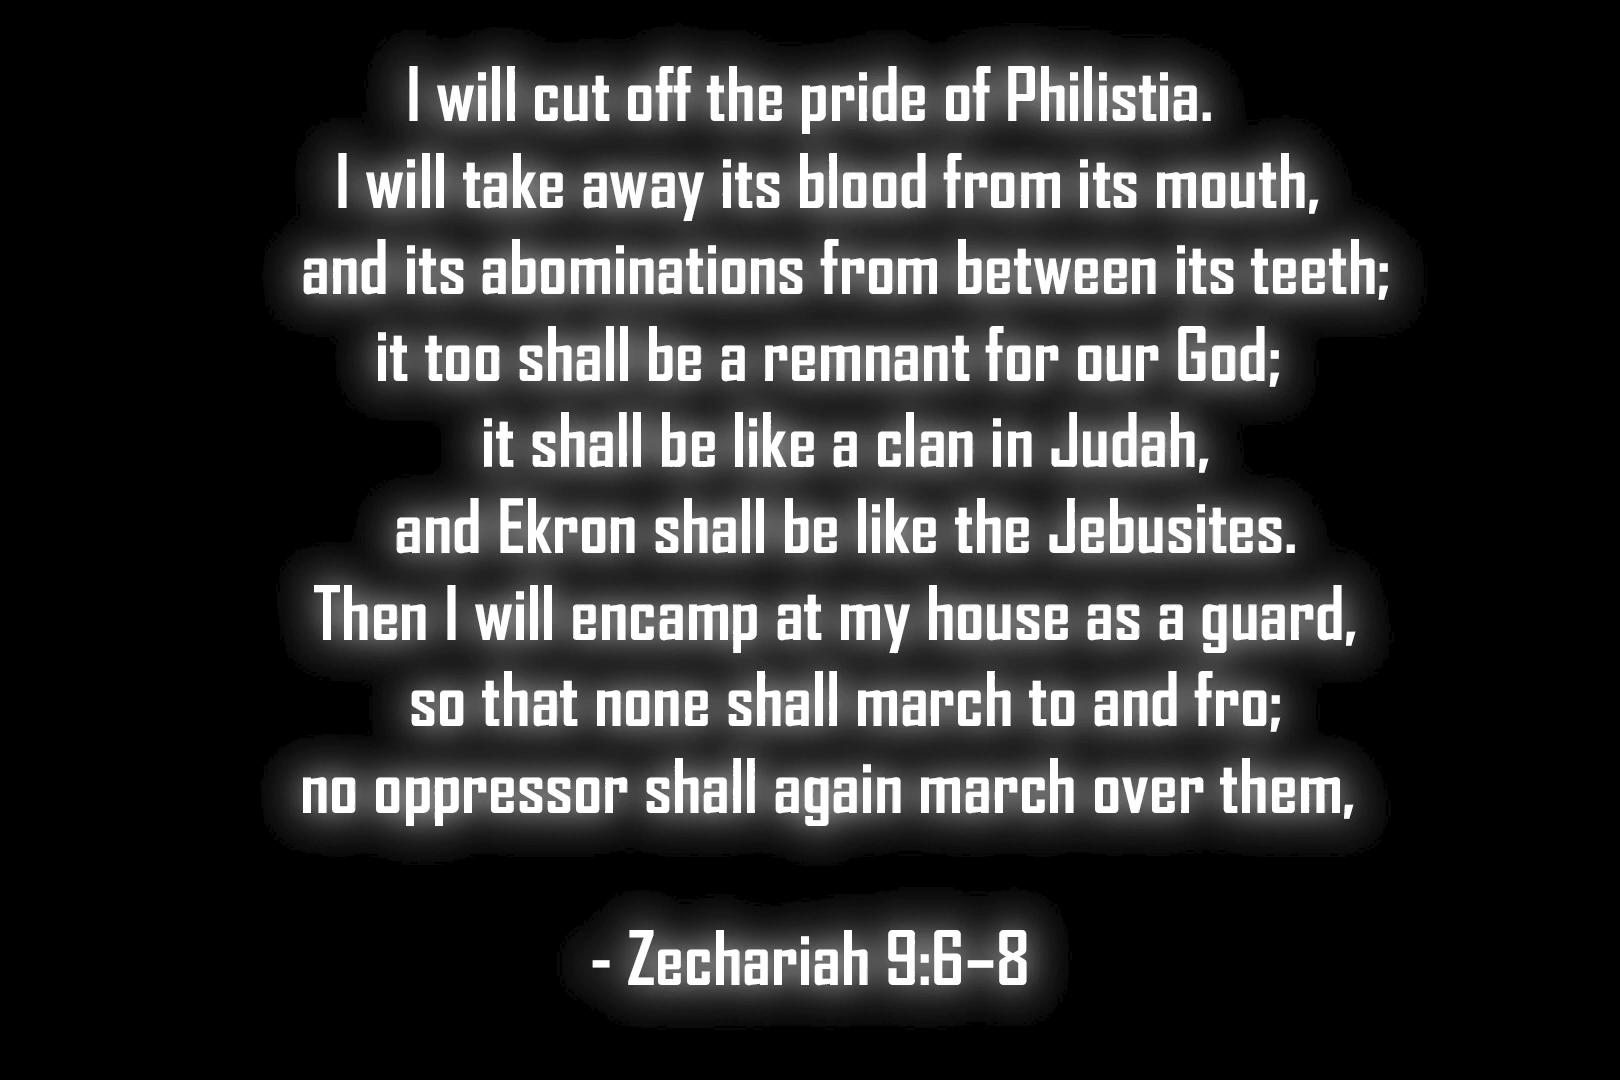 I will cut off the pride of Philistia.
I will take away its blood from its mouth,
and its abominations from between its teeth;
it too shall be a remnant for our God;
it shall be like a clan in Judah,
and Ekron shall be like the Jebusites.
Then I will encamp at my house as a guard,
so that none shall march to and fro;
no oppressor shall again march over them,
- Zechariah 9:6–8